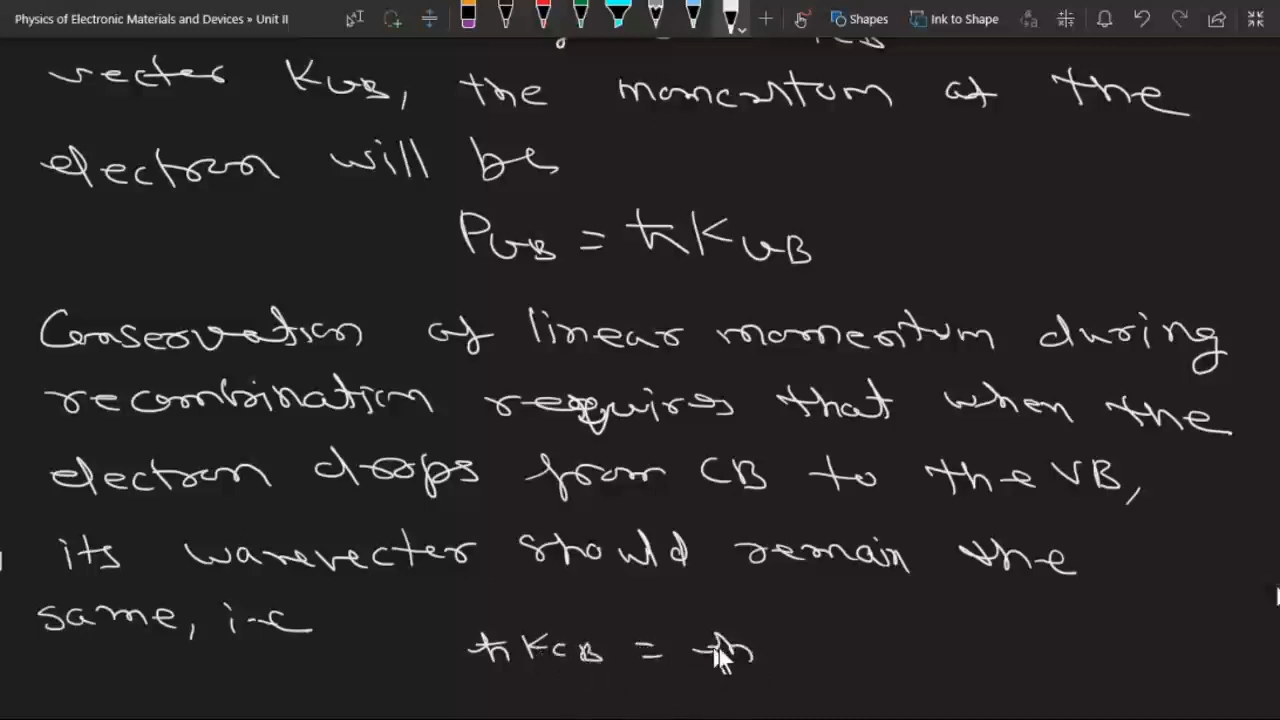 Physics of Electronic Materials and Devices » Unit II
Shapes
Ink to Shape
vector KVB, the momentum of the
electron will be
PVB = ħKVB
Conservation of linear momentum during
recombination requires that when the
electron drops from CB to the VB,
its wavevector should remain the
same, i-e
ħKCB = ħ